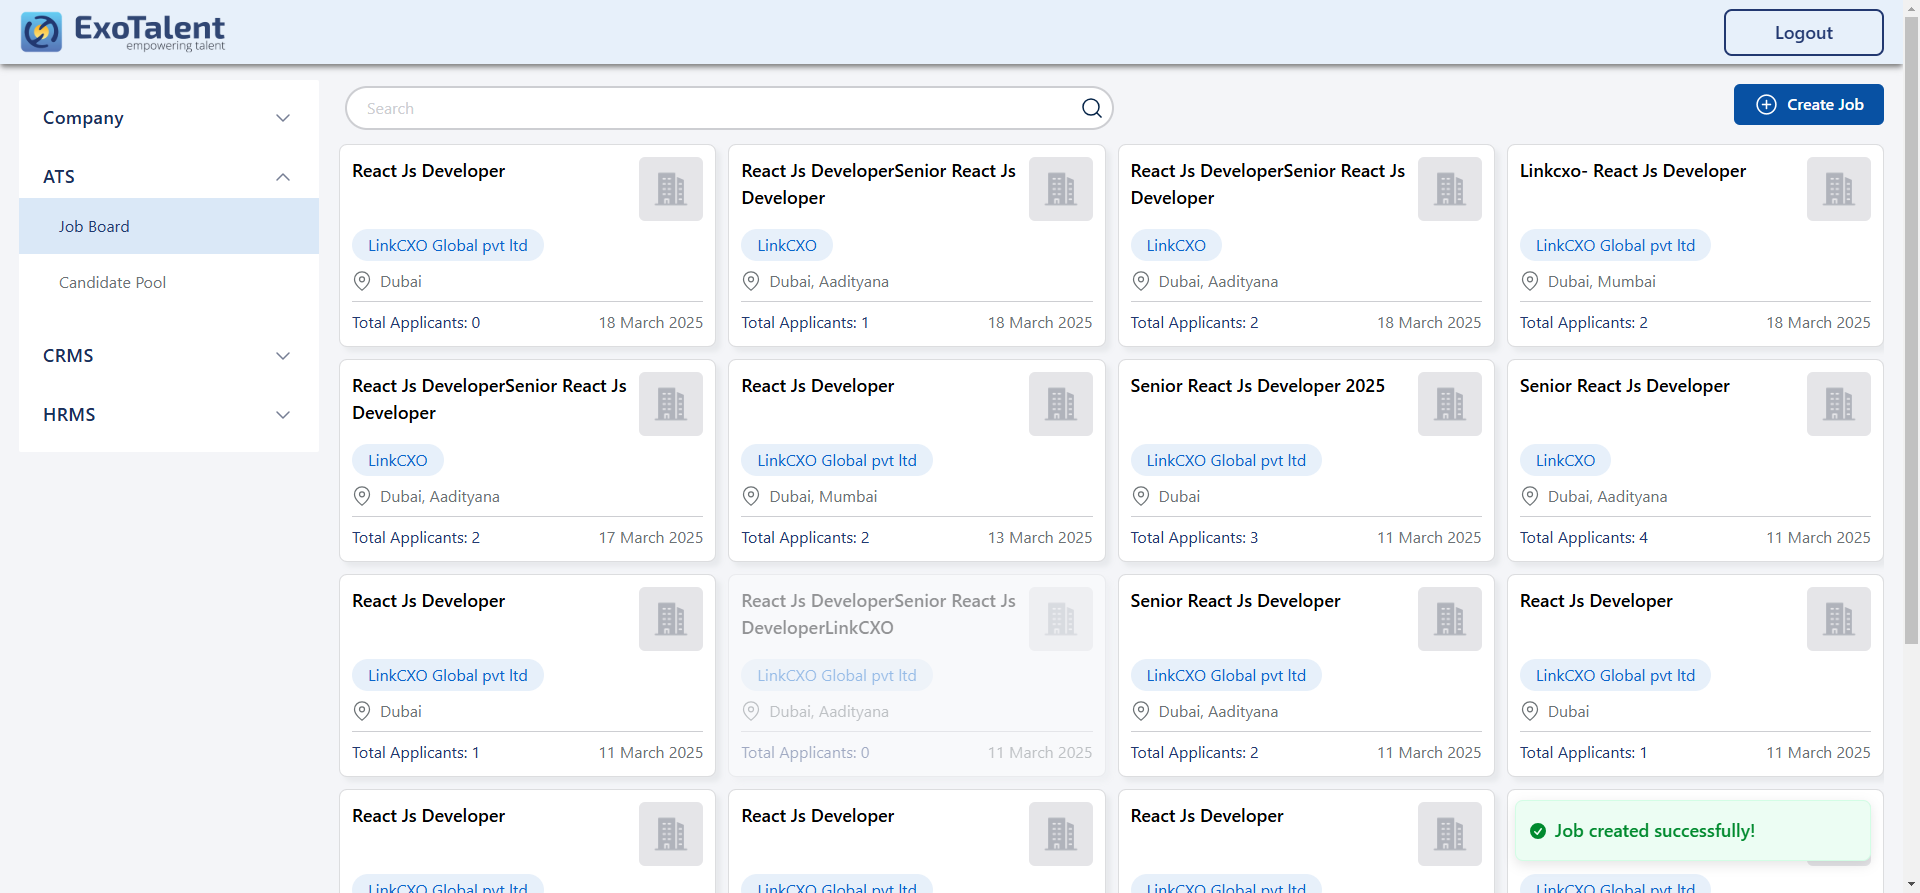 ExoTalent
empowering talent
Logout
Company
ATS
Job Board
Candidate Pool
CRMS
HRMS
Search
Create Job
React Js Developer
LinkCXO Global pvt ltd
Dubai
Total Applicants: 0
18 March 2025
React Js DeveloperSenior React Js
Developer
LinkCXO
Dubai, Aadityana
Total Applicants: 1
18 March 2025
React Js DeveloperSenior React Js
Developer
LinkCXO
Dubai, Aadityana
Total Applicants: 2
18 March 2025
Linkcxo- React Js Developer
LinkCXO Global pvt ltd
Dubai, Mumbai
Total Applicants: 2
18 March 2025
React Js DeveloperSenior React Js
Developer
LinkCXO
Dubai, Aadityana
Total Applicants: 2
17 March 2025
React Js Developer
LinkCXO Global pvt ltd
Dubai, Mumbai
Total Applicants: 2
13 March 2025
Senior React Js Developer 2025
LinkCXO Global pvt ltd
Dubai
Total Applicants: 3
11 March 2025
Senior React Js Developer
LinkCXO
Dubai, Aadityana
Total Applicants: 4
11 March 2025
React Js Developer
LinkCXO Global pvt ltd
Dubai
Total Applicants: 1
11 March 2025
React Js DeveloperSenior React Js
DeveloperLinkCXO
LinkCXO Global pvt ltd
Dubai, Aadityana
Total Applicants: 0
11 March 2025
Senior React Js Developer
LinkCXO Global pvt ltd
Dubai, Aadityana
Total Applicants: 2
11 March 2025
React Js Developer
LinkCXO Global pvt ltd
Dubai
Total Applicants: 1
11 March 2025
React Js Developer
LinkCXO Global pvt ltd
React Js Developer
LinkCXO Global pvt ltd
React Js Developer
LinkCXO Global pvt ltd
Job created successfully!
LinkCXO Global pvt ltd